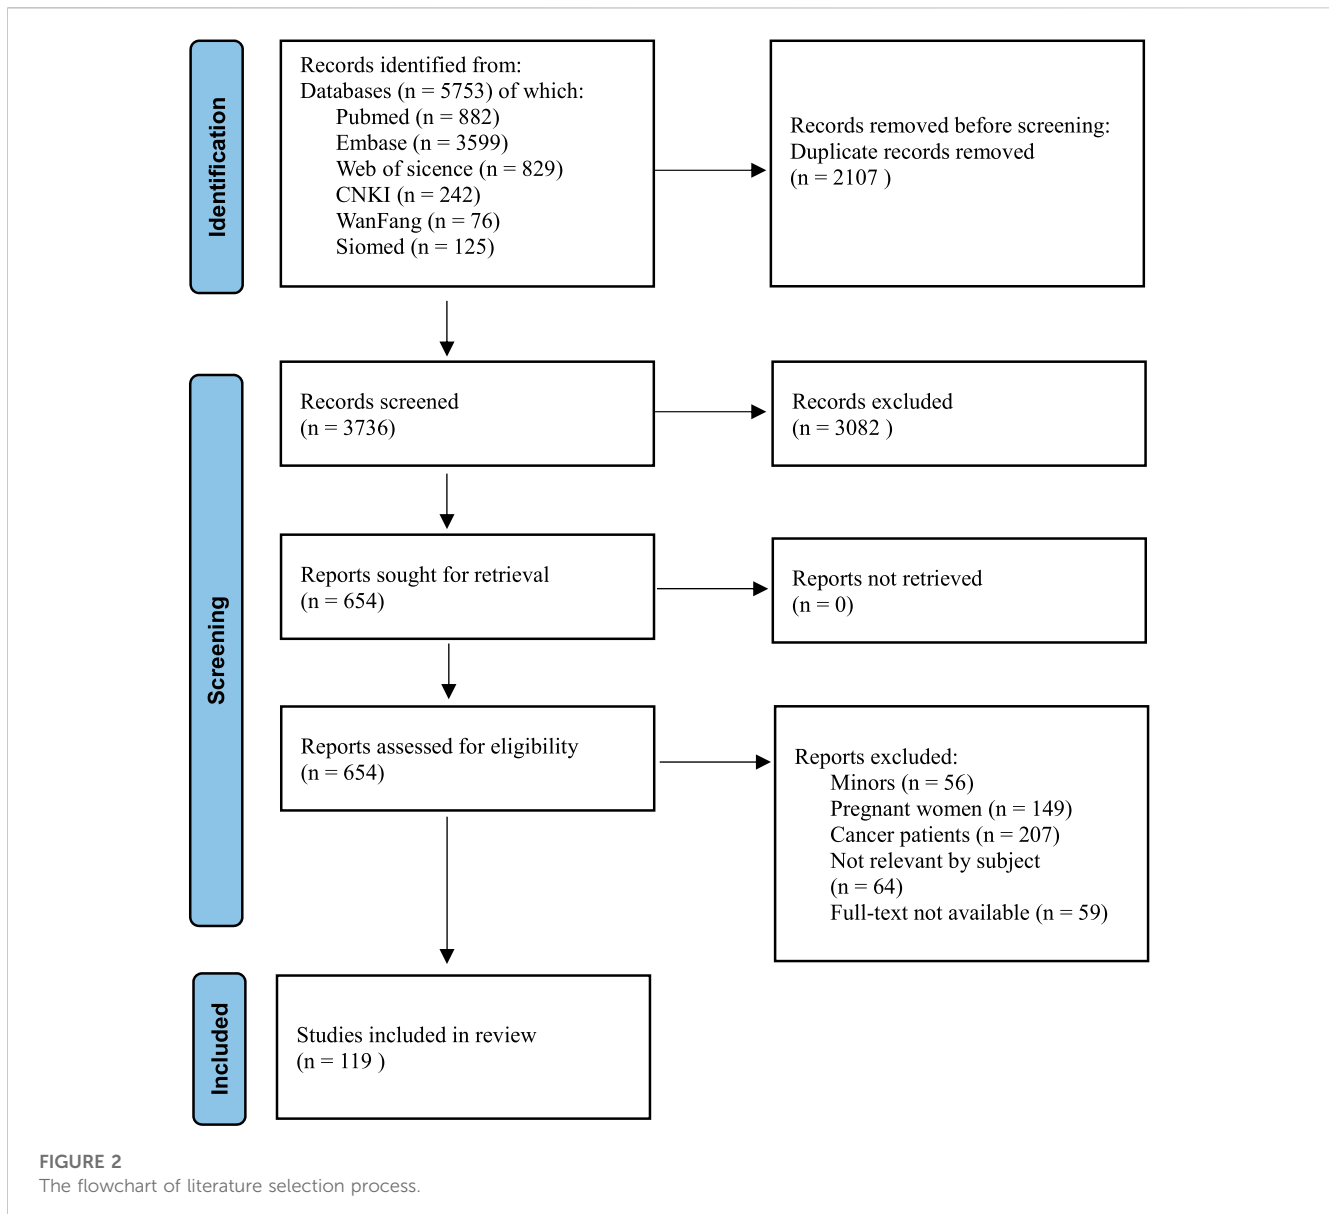 Identification
Records identified from:
Databases (n = 5753) of which:
Pubmed (n = 882)
Embase (n = 3599)
Web of sicence (n = 829)
CNKI (n = 242)
WanFang (n = 76)
Siomed (n = 125)
Records removed before screening:
Duplicate records removed
(n = 2107 )
Screening
Records screened
(n = 3736)
Records excluded
(n = 3082 )
Reports sought for retrieval
(n = 654)
Reports not retrieved
(n = 0)
Reports assessed for eligibility
(n = 654)
Reports excluded:
Minors (n = 56)
Pregnant women (n = 149)
Cancer patients (n = 207)
Not relevant by subject
(n = 64)
Full-text not available (n = 59)
Included
Studies included in review
(n = 119 )
FIGURE 2
The flowchart of literature selection process.